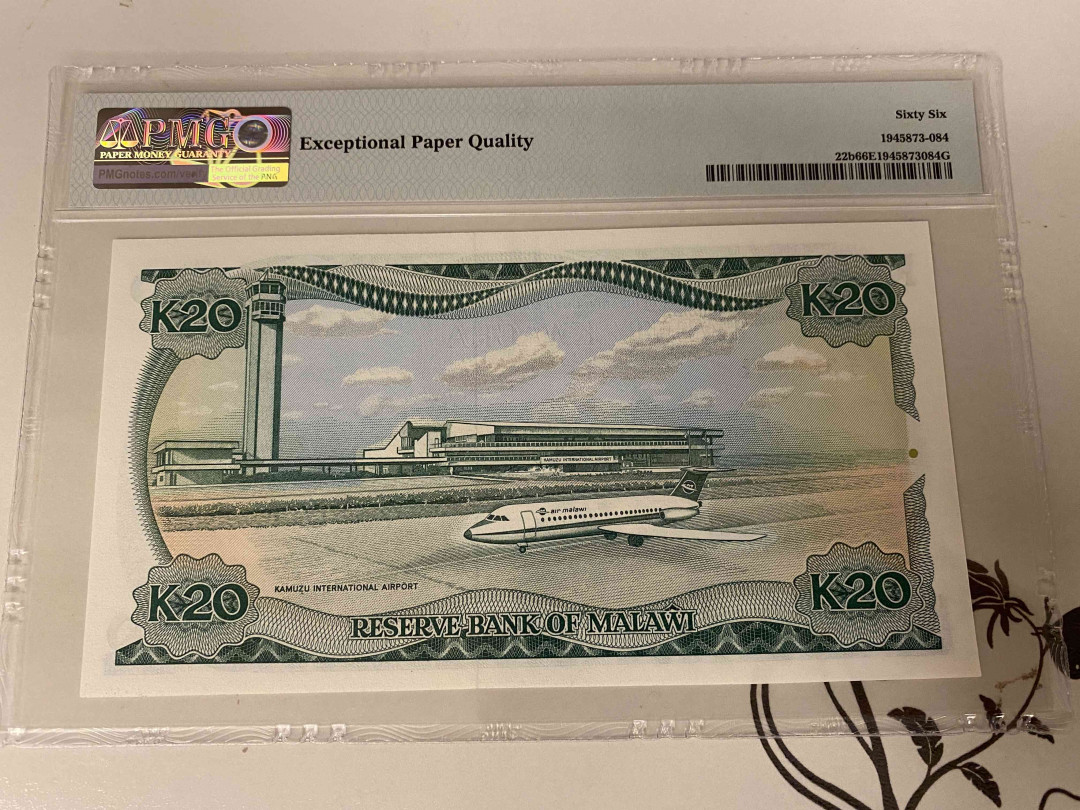 PMG
PAPER MONEY GUARANTY
PMGnotes.com/verify
The Official Grading
Service of the PNG
Exceptional Paper Quality
Sixty Six
1945873-084
22b66E1945873084G
K20
K20
KAMUZU INTERNATIONAL AIRPORT
air malawi
KAMUZU INTERNATIONAL AIRPORT
K20
K20
RESERVE BANK OF MALAŴI